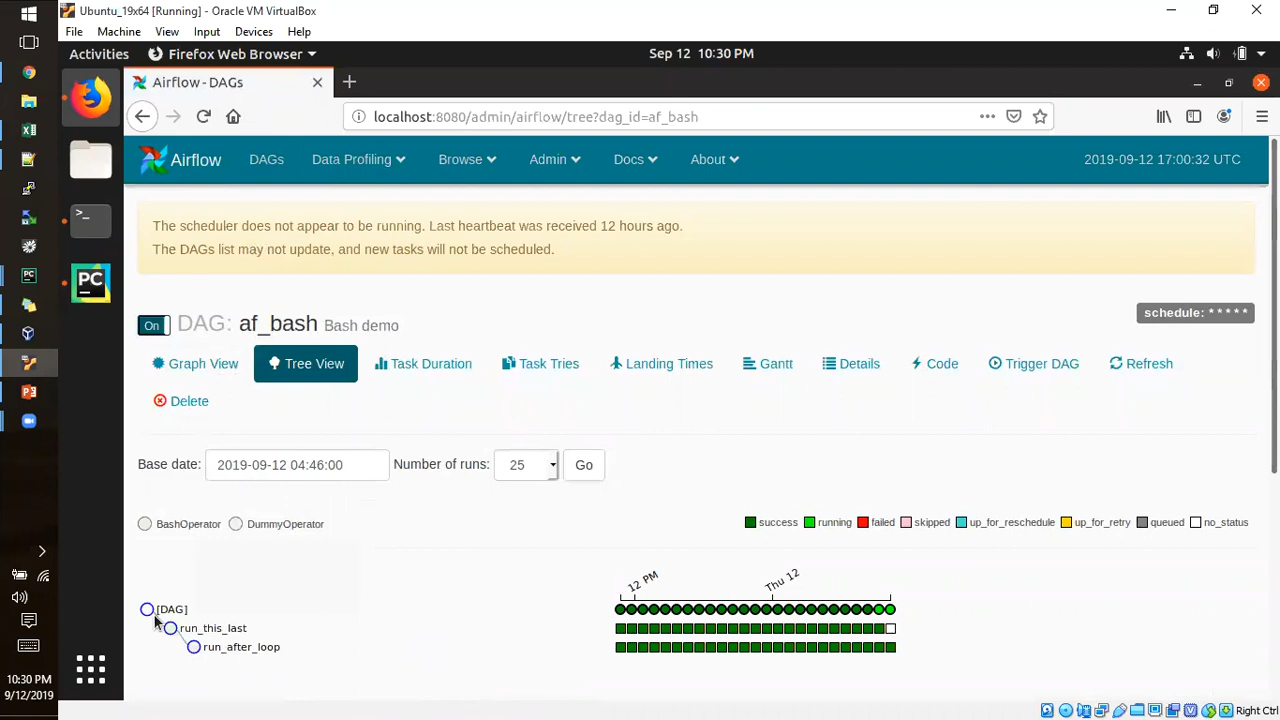 Ubuntu_19x64 [Running] - Oracle VM VirtualBox
File Machine View Input Devices Help
Activities Firefox Web Browser Sep 12 10:30 PM
Airflow - DAGs
localhost:8080/admin/airflow/tree?dag_id=af_bash
Airflow DAGs Data Profiling Browse Admin Docs About 2019-09-12 17:00:32 UTC
The scheduler does not appear to be running. Last heartbeat was received 12 hours ago.
The DAGs list may not update, and new tasks will not be scheduled.
schedule: * * * * *
On DAG: af_bash Bash demo
Graph View Tree View Task Duration Task Tries Landing Times Gantt Details Code Trigger DAG Refresh
Delete
Base date: 2019-09-12 04:46:00 Number of runs: 25 Go
BashOperator DummyOperator success running failed skipped up_for_reschedule up_for_retry queued no_status
12 PM Thu 12
[DAG]
run_this_last
run_after_loop
10:30 PM
9/12/2019
Right Ctrl